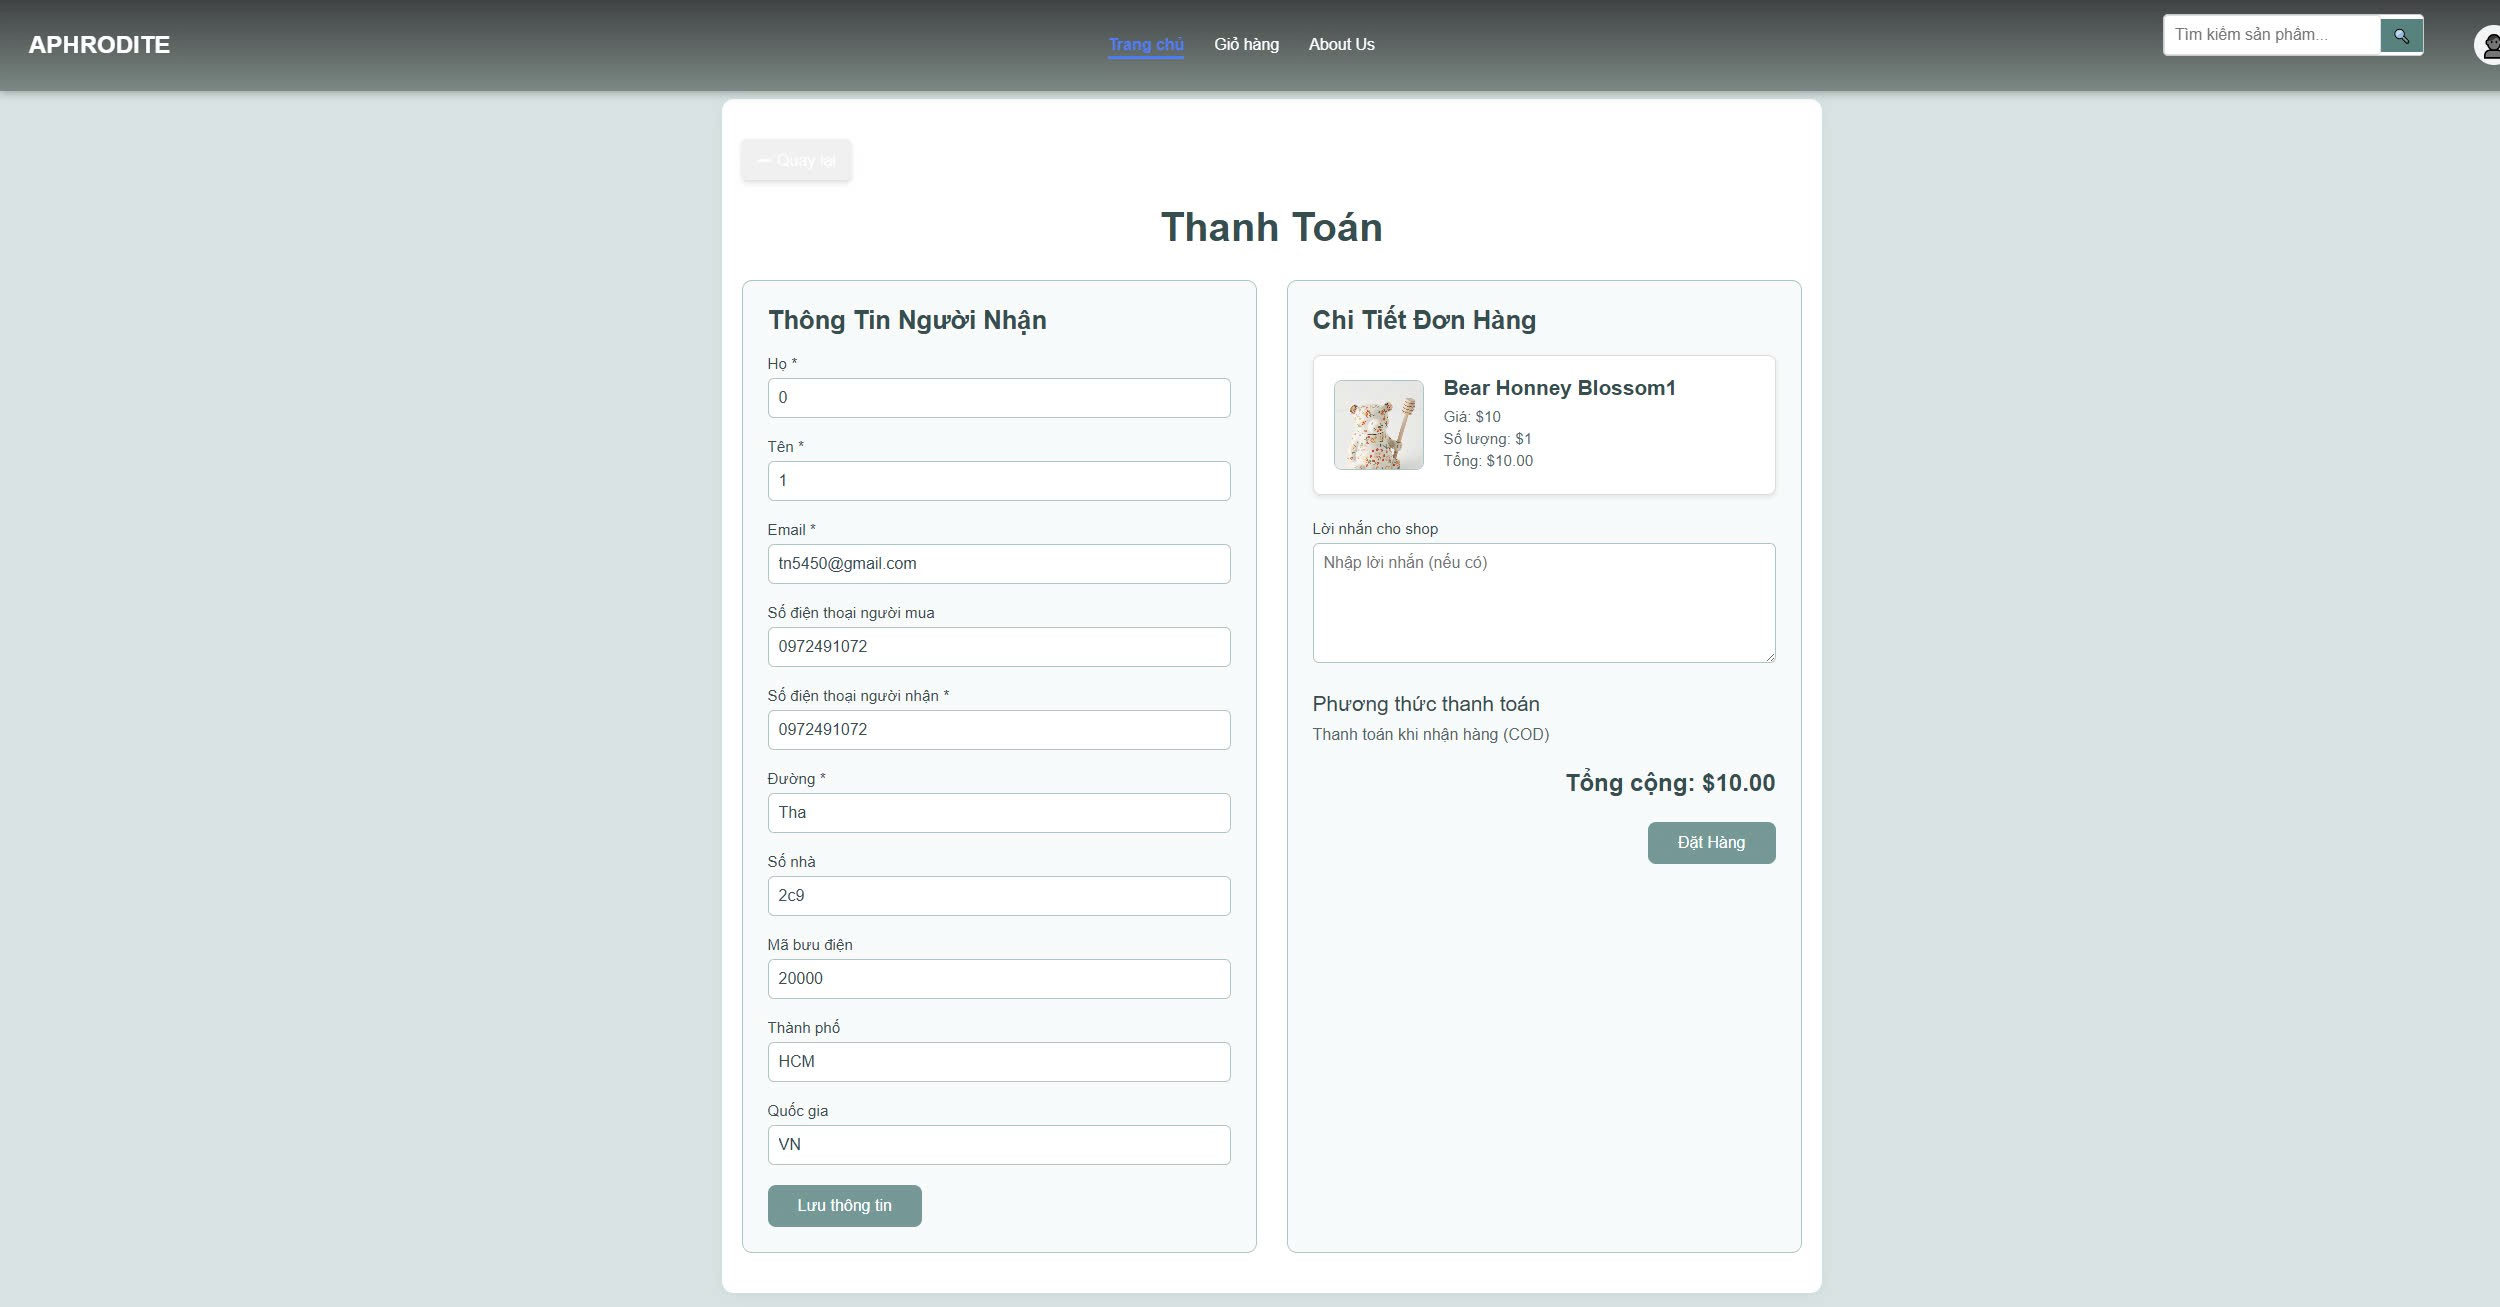 APHRODITE
Trang chủ
Giỏ hàng
About Us
Tìm kiếm sản phẩm...
Quay lại
Thanh Toán
Thông Tin Người Nhận
Họ *
0
Tên *
1
Email *
tn5450@gmail.com
Số điện thoại người mua
0972491072
Số điện thoại người nhận *
0972491072
Đường *
Tha
Số nhà
2c9
Mã bưu điện
20000
Thành phố
HCM
Quốc gia
VN
Lưu thông tin
Chi Tiết Đơn Hàng
Bear Honney Blossom1
Giá: $10
Số lượng: $1
Tổng: $10.00
Lời nhắn cho shop
Nhập lời nhắn (nếu có)
Phương thức thanh toán
Thanh toán khi nhận hàng (COD)
Tổng cộng: $10.00
Đặt Hàng